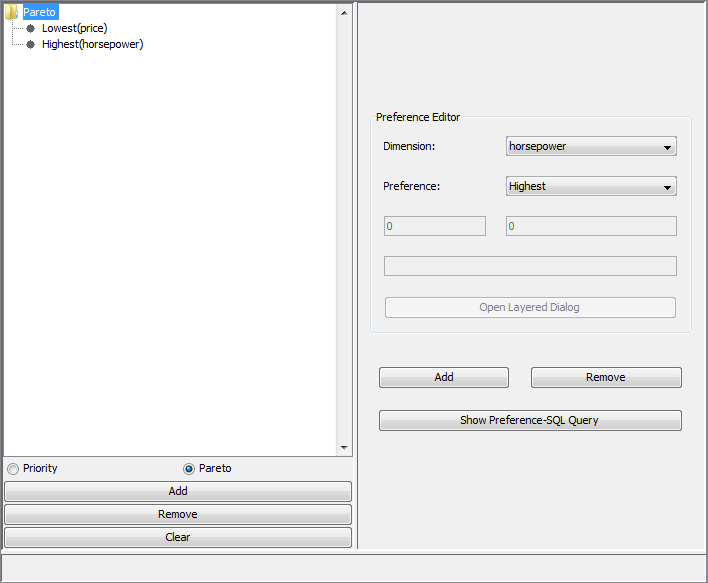 Pareto
Lowest(price)
Highest(horsepower)
Priority
Pareto
Add
Remove
Clear
Preference Editor
Dimension:
horsepower
Preference:
Highest
0
0
Open Layered Dialog
Add
Remove
Show Preference-SQL Query